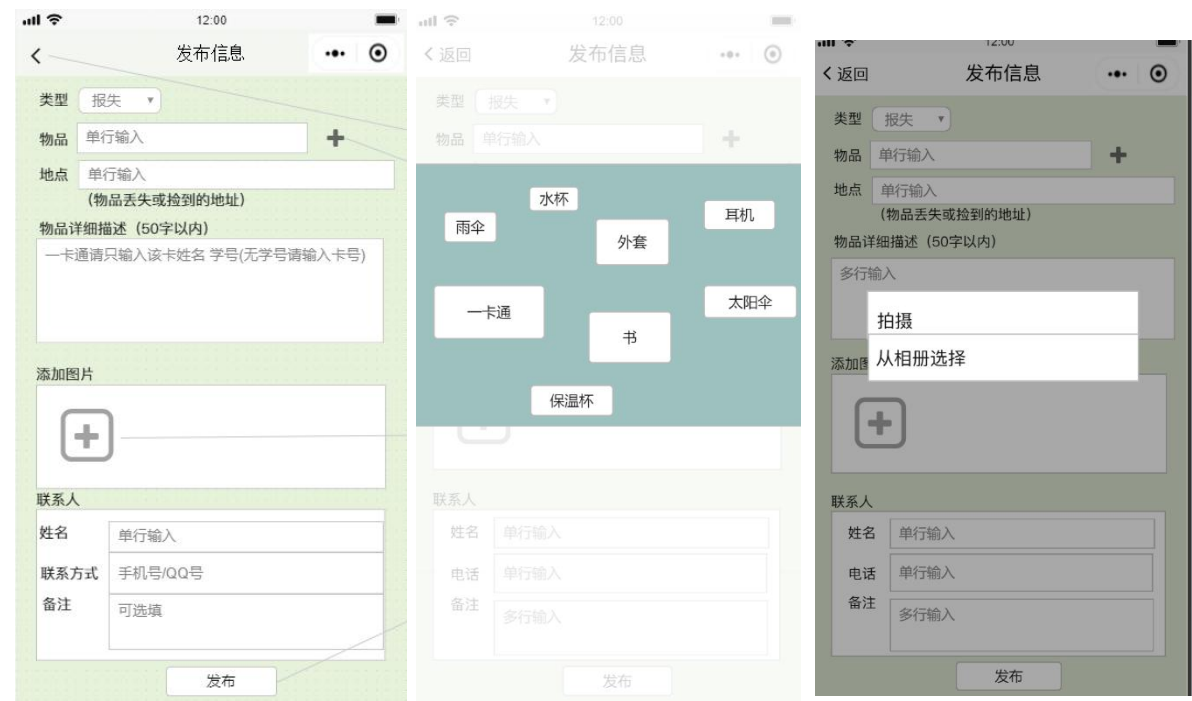 12:00
发布信息
类型 报失
物品 单行输入
地点 单行输入
(物品丢失或捡到的地址)
物品详细描述（50字以内）
一卡通请只输入该卡姓名 学号(无学号请输入卡号)
添加图片
联系人
姓名 单行输入
联系方式 手机号/QQ号
备注 可选填
发布
12:00
返回 发布信息
类型 报失
物品 单行输入
水杯
雨伞
耳机
外套
一卡通
太阳伞
书
保温杯
联系人
姓名 单行输入
电话 单行输入
备注 多行输入
发布
12:00
返回 发布信息
类型 报失
物品 单行输入
地点 单行输入
(物品丢失或捡到的地址)
物品详细描述（50字以内）
多行输入
拍摄
从相册选择
添加图
联系人
姓名 单行输入
电话 单行输入
备注 多行输入
发布